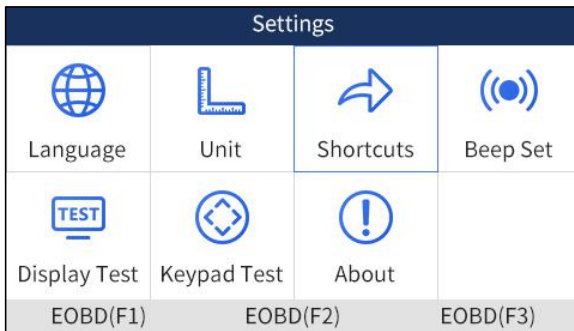 Settings
Language Unit Shortcuts Beep Set
TEST
Display Test Keypad Test About
EOBD(F1) EOBD(F2) EOBD(F3)